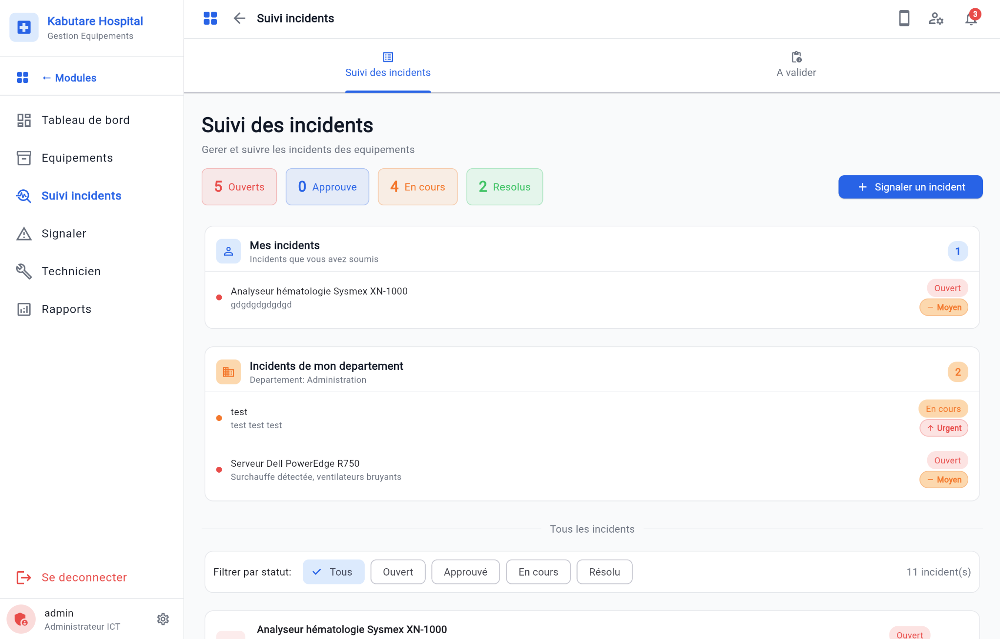 Kabutare Hospital
Gestion Equipements
← Modules
Tableau de bord
Equipements
Suivi incidents
Signaler
Technicien
Rapports
Se deconnecter
admin
Administrateur ICT
Suivi incidents
3
Suivi des incidents
A valider
Suivi des incidents
Gerer et suivre les incidents des equipements
5 Ouverts
0 Approuve
4 En cours
2 Resolus
+ Signaler un incident
Mes incidents
Incidents que vous avez soumis
1
Analyseur hématologie Sysmex XN-1000
gdgdgdgdgdgd
Ouvert
Moyen
Incidents de mon departement
Departement: Administration
2
test
test test test
En cours
Urgent
Serveur Dell PowerEdge R750
Surchauffe détectée, ventilateurs bruyants
Ouvert
Moyen
Tous les incidents
Filtrer par statut:
Tous
Ouvert
Approuvé
En cours
Résolu
11 incident(s)
Analyseur hématologie Sysmex XN-1000
Ouvert